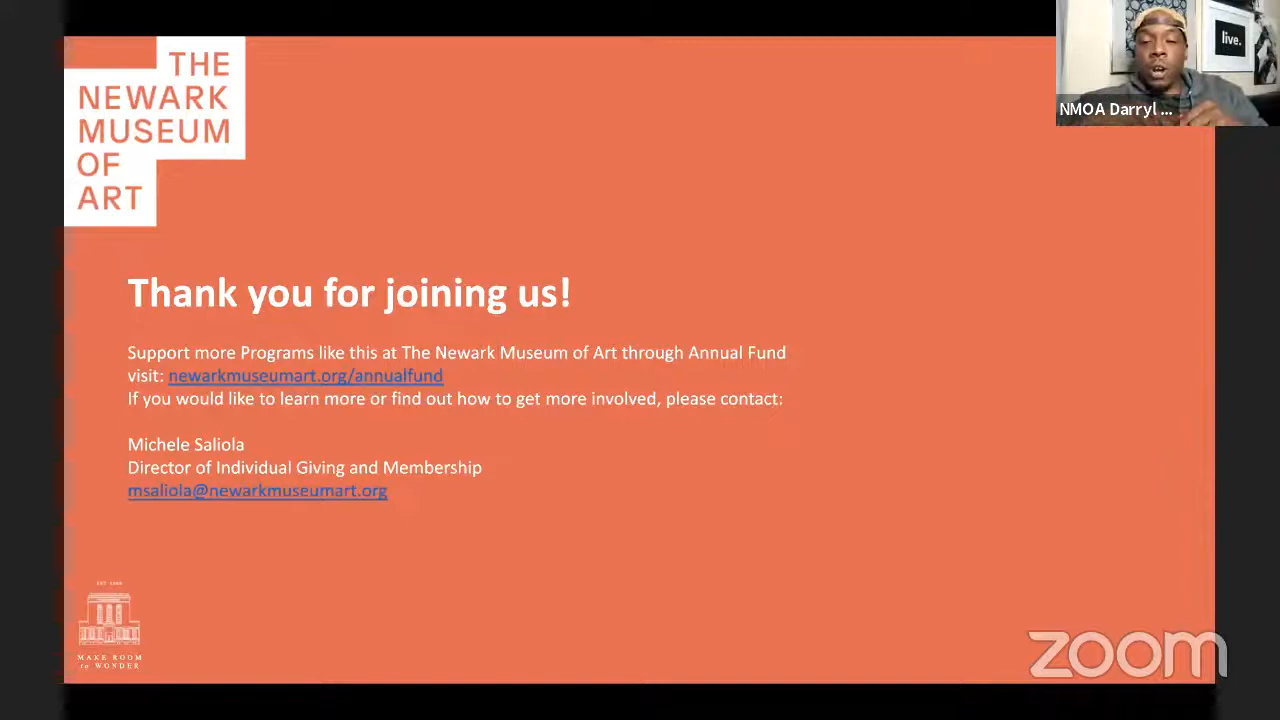 THE
NEWARK
MUSEUM
OF
ART
live.
NMOA Darryl ...
Thank you for joining us!
Support more Programs like this at The Newark Museum of Art through Annual Fund
visit: newarkmuseumart.org/annualfund
If you would like to learn more or find out how to get more involved, please contact:
Michele Saliola
Director of Individual Giving and Membership
msaliola@newarkmuseumart.org
MAKE ROOM
to WONDER
zoom